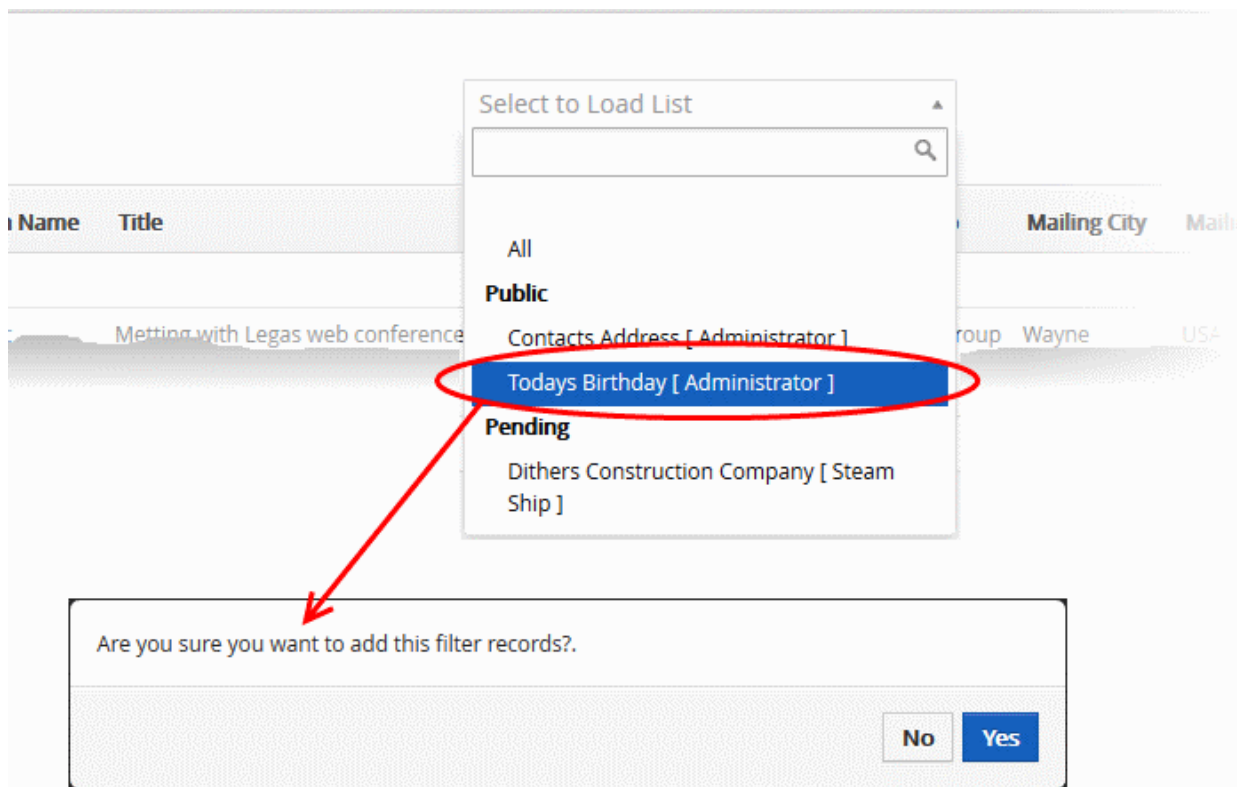 Select to Load List
Name Title Mailing City Maili
All
Public
Metting with Legas web conference Contacts Address [ Administrator ] roup Wayne USA
Todays Birthday [ Administrator ]
Pending
Dithers Construction Company [ Steam
Ship ]
Are you sure you want to add this filter records?.
No Yes